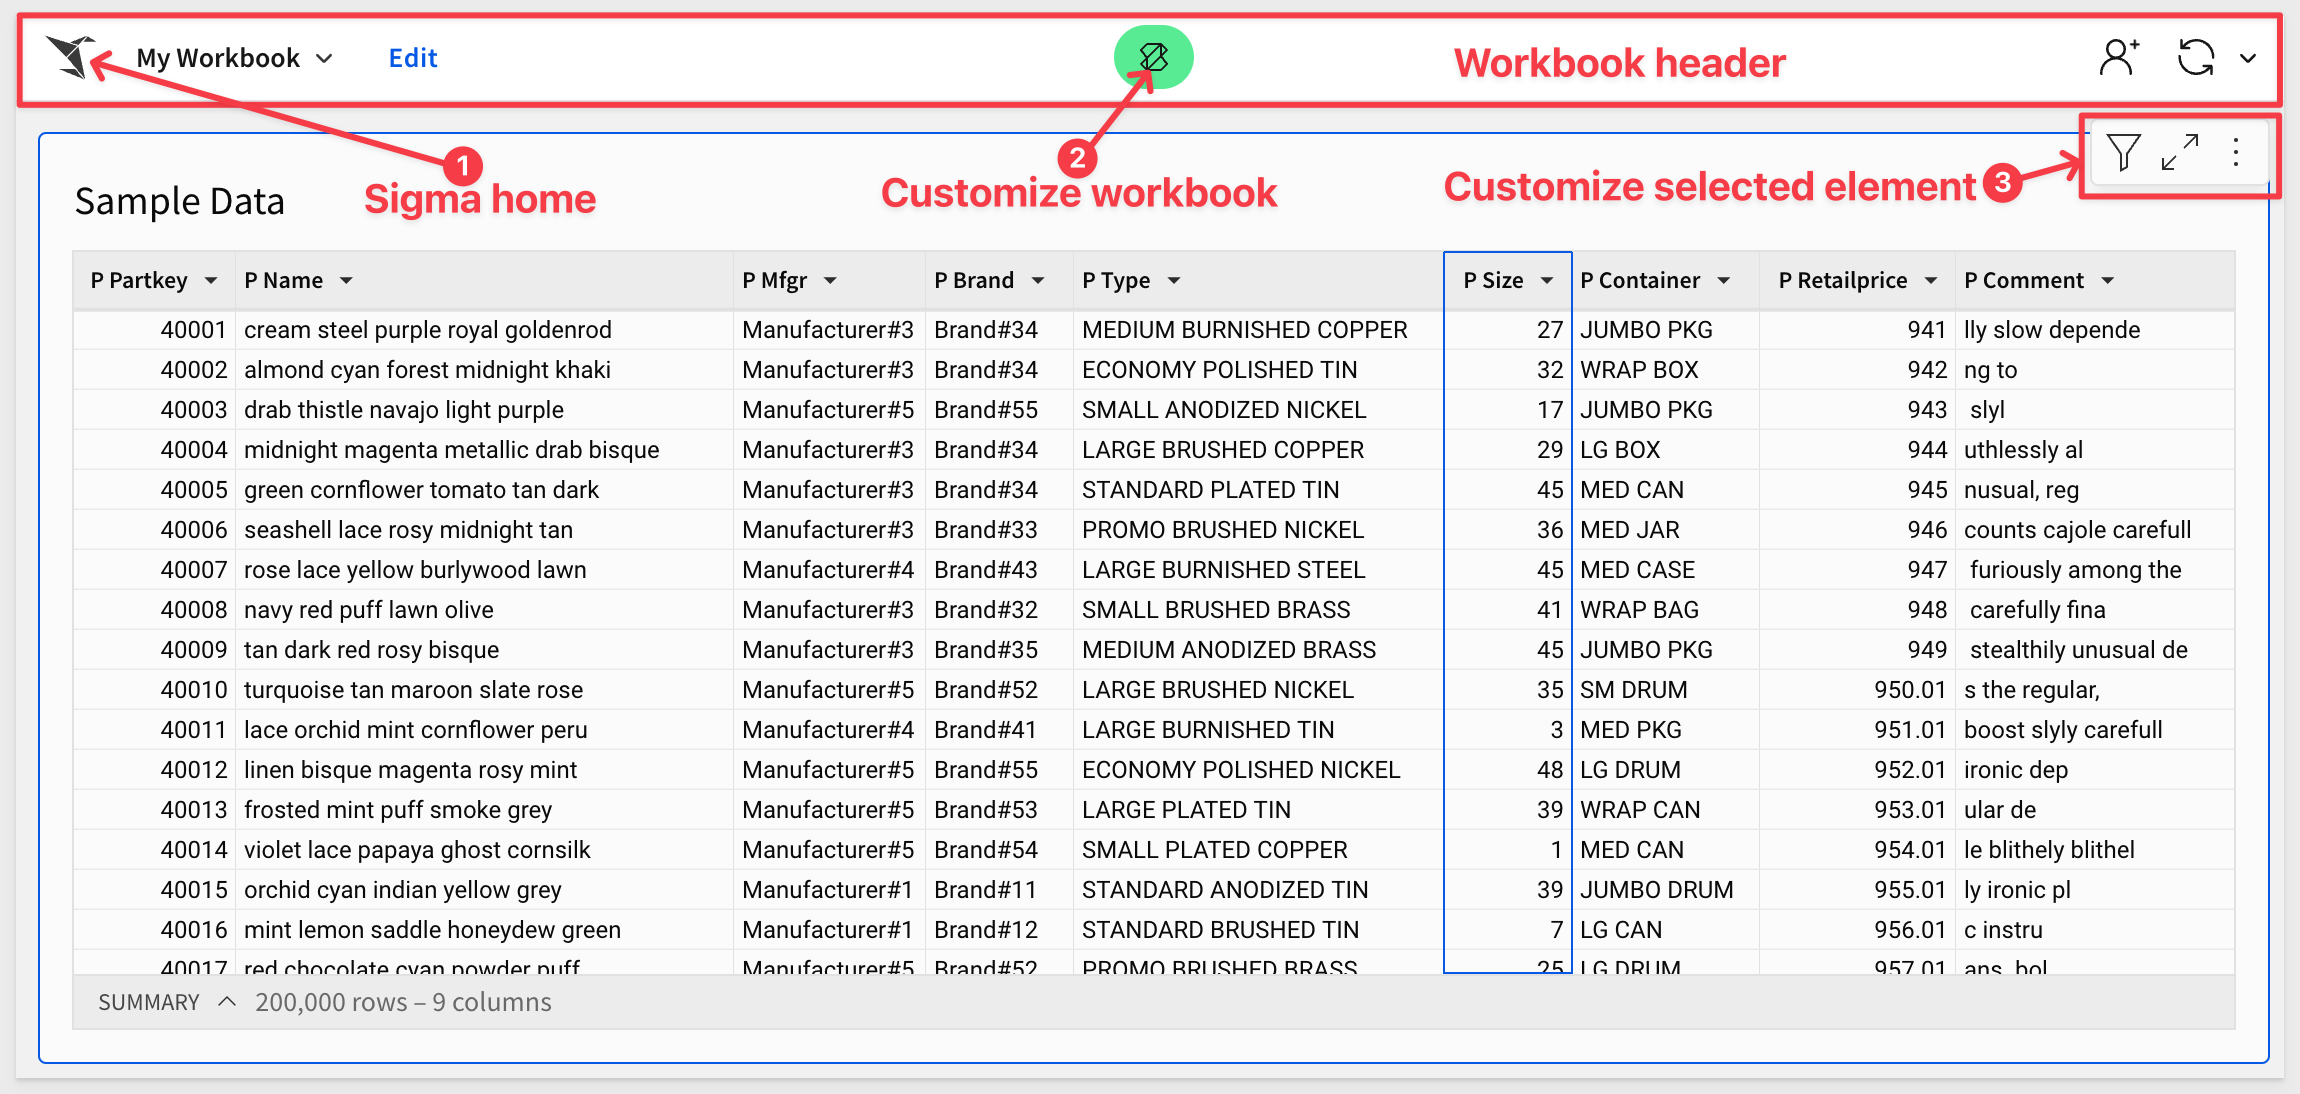 My Workbook Edit Workbook header
1 2
Sigma home Customize workbook Customize selected element 3
Sample Data
P Partkey P Name P Mfgr P Brand P Type P Size P Container P Retailprice P Comment
40001 cream steel purple royal goldenrod Manufacturer#3 Brand#34 MEDIUM BURNISHED COPPER 27 JUMBO PKG 941 lly slow depende
40002 almond cyan forest midnight khaki Manufacturer#3 Brand#34 ECONOMY POLISHED TIN 32 WRAP BOX 942 ng to
40003 drab thistle navajo light purple Manufacturer#5 Brand#55 SMALL ANODIZED NICKEL 17 JUMBO PKG 943 slyl
40004 midnight magenta metallic drab bisque Manufacturer#3 Brand#34 LARGE BRUSHED COPPER 29 LG BOX 944 uthlessly al
40005 green cornflower tomato tan dark Manufacturer#3 Brand#34 STANDARD PLATED TIN 45 MED CAN 945 nusual, reg
40006 seashell lace rosy midnight tan Manufacturer#3 Brand#33 PROMO BRUSHED NICKEL 36 MED JAR 946 counts cajole carefull
40007 rose lace yellow burlywood lawn Manufacturer#4 Brand#43 LARGE BURNISHED STEEL 45 MED CASE 947 furiously among the
40008 navy red puff lawn olive Manufacturer#3 Brand#32 SMALL BRUSHED BRASS 41 WRAP BAG 948 carefully fina
40009 tan dark red rosy bisque Manufacturer#3 Brand#35 MEDIUM ANODIZED BRASS 45 JUMBO PKG 949 stealthily unusual de
40010 turquoise tan maroon slate rose Manufacturer#5 Brand#52 LARGE BRUSHED NICKEL 35 SM DRUM 950.01 s the regular,
40011 lace orchid mint cornflower peru Manufacturer#4 Brand#41 LARGE BURNISHED TIN 3 MED PKG 951.01 boost slyly carefull
40012 linen bisque magenta rosy mint Manufacturer#5 Brand#55 ECONOMY POLISHED NICKEL 48 LG DRUM 952.01 ironic dep
40013 frosted mint puff smoke grey Manufacturer#5 Brand#53 LARGE PLATED TIN 39 WRAP CAN 953.01 ular de
40014 violet lace papaya ghost cornsilk Manufacturer#5 Brand#54 SMALL PLATED COPPER 1 MED CAN 954.01 le blithely blithel
40015 orchid cyan indian yellow grey Manufacturer#1 Brand#11 STANDARD ANODIZED TIN 39 JUMBO DRUM 955.01 ly ironic pl
40016 mint lemon saddle honeydew green Manufacturer#1 Brand#12 STANDARD BRUSHED TIN 7 LG CAN 956.01 c instru
40017 red chocolate cyan powder puff Manufacturer#5 Brand#52 PROMO BRUSHED BRASS 25 LG DRUM 957.01 ans. bol
SUMMARY 200,000 rows – 9 columns